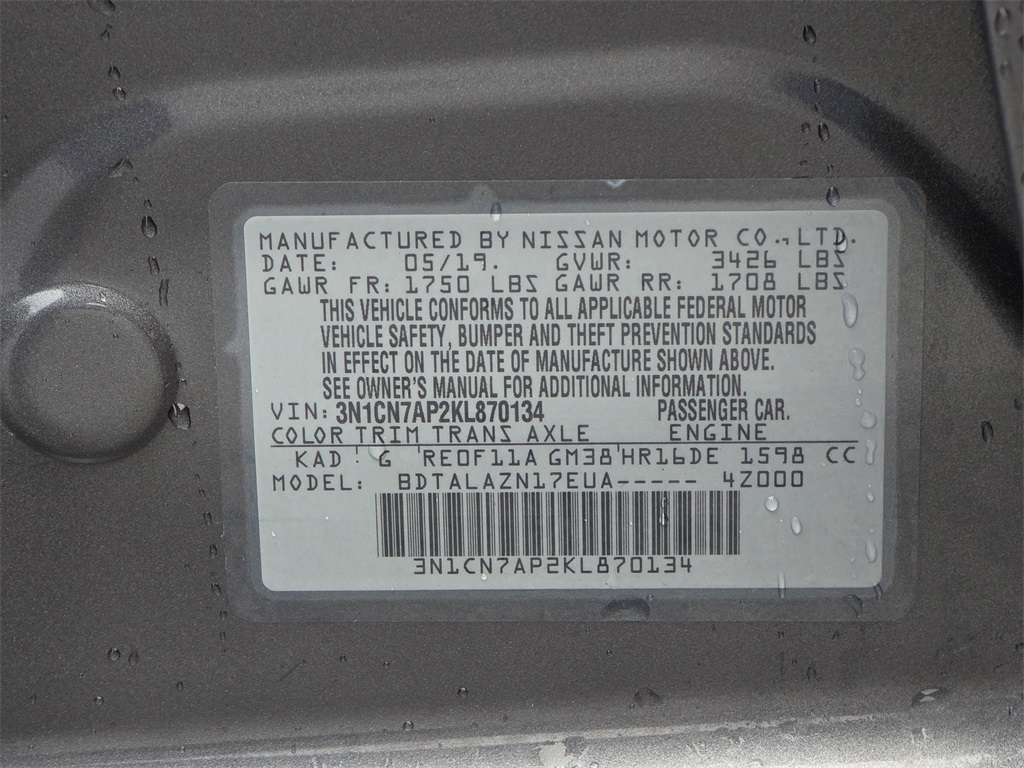 MANUFACTURED BY NISSAN MOTOR CO., LTD.
DATE: 05/19. GVWR: 3426 LBS
GAWR FR: 1750 LBS GAWR RR: 1708 LBS
THIS VEHICLE CONFORMS TO ALL APPLICABLE FEDERAL MOTOR
VEHICLE SAFETY, BUMPER AND THEFT PREVENTION STANDARDS
IN EFFECT ON THE DATE OF MANUFACTURE SHOWN ABOVE.
SEE OWNER'S MANUAL FOR ADDITIONAL INFORMATION.
VIN: 3N1CN7AP2KL870134 PASSENGER CAR.
COLOR TRIM TRANS AXLE ENGINE
KAD ' G 'RE0F11A GM38'HR16DE 1598 CC
MODEL: BDTALAZN17EUA----- 4Z000
3N1CN7AP2KL870134